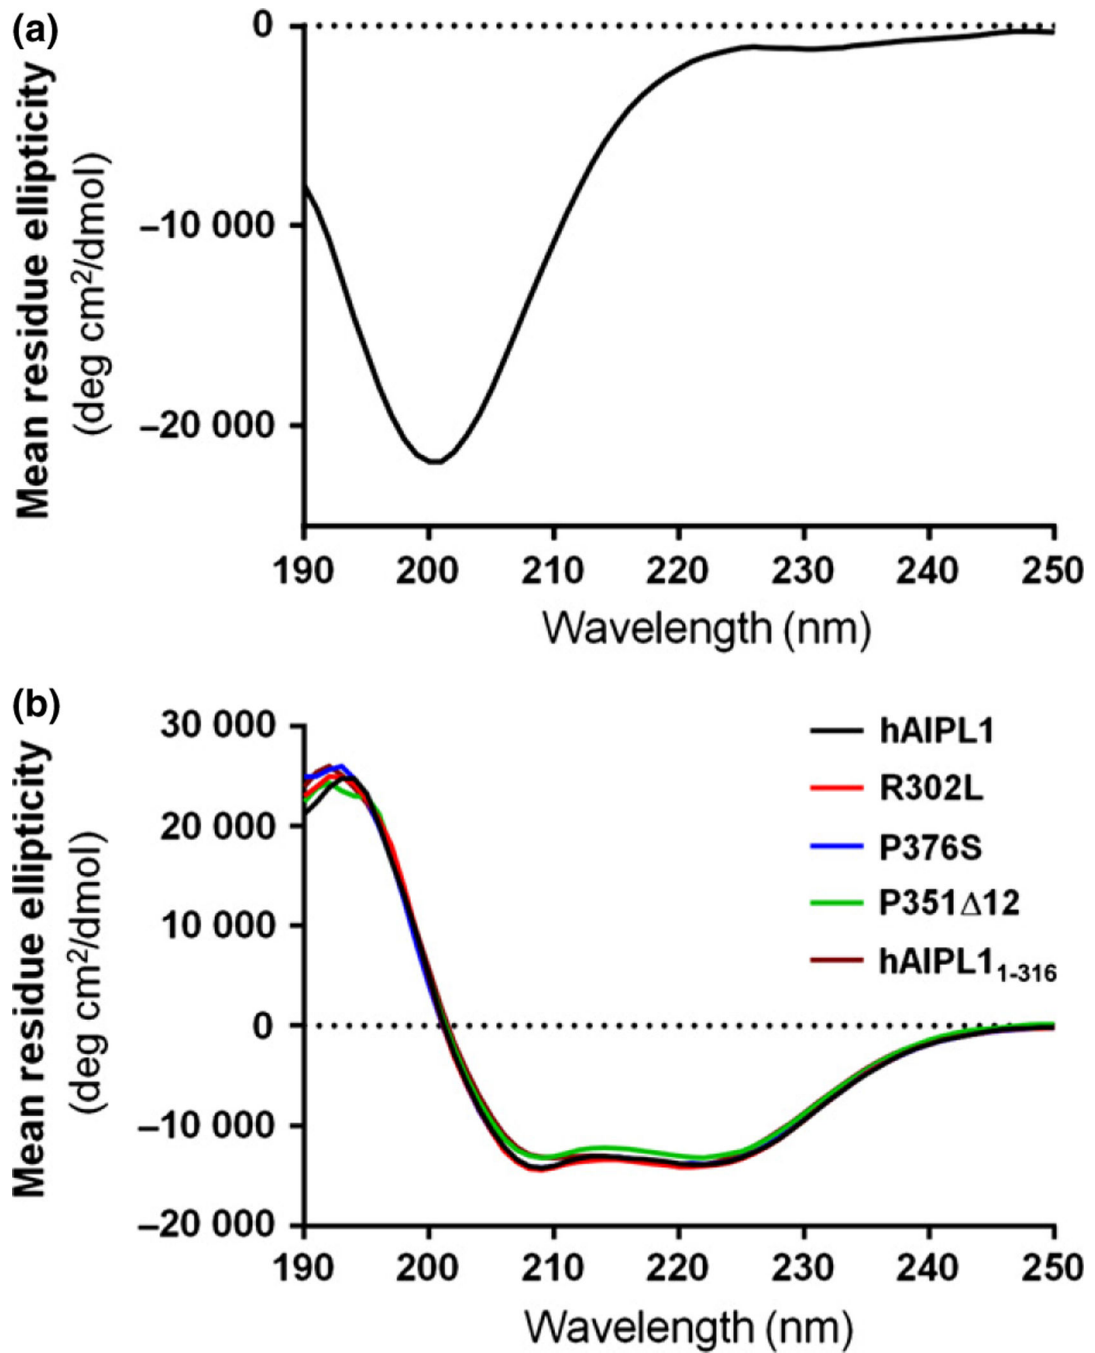 (a)
Mean residue ellipticity
(deg cm²/dmol)
0
–10 000
–20 000
190 200 210 220 230 240 250
Wavelength (nm)
(b)
Mean residue ellipticity
(deg cm²/dmol)
30 000
20 000
10 000
0
–10 000
–20 000
hAIPL1
R302L
P376S
P351Δ12
hAIPL1₁₋₃₁₆
190 200 210 220 230 240 250
Wavelength (nm)